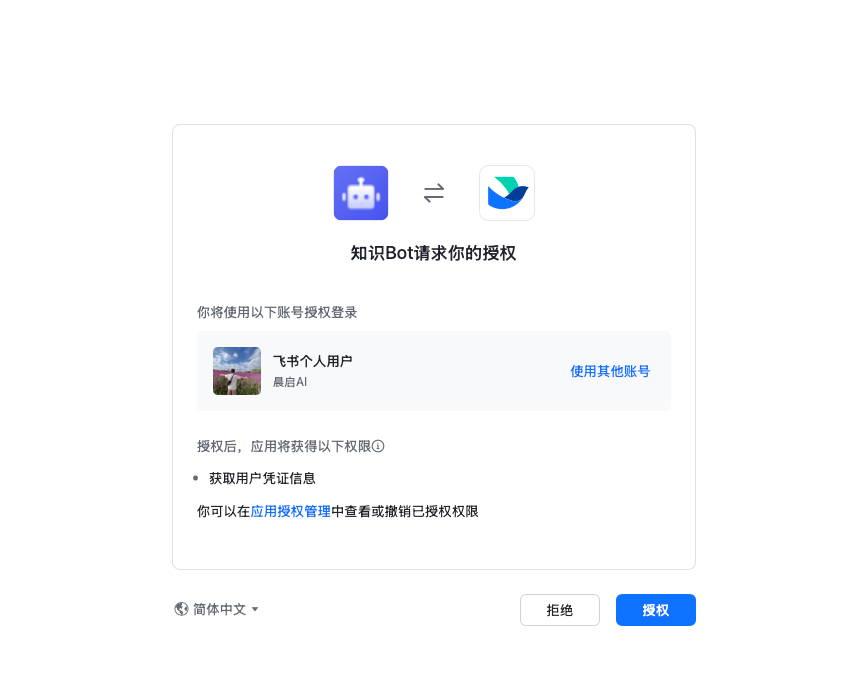 知识Bot请求你的授权
你将使用以下账号授权登录
飞书个人用户
晨启AI
使用其他账号
授权后，应用将获得以下权限
获取用户凭证信息
你可以在应用授权管理中查看或撤销已授权权限
简体中文
拒绝
授权